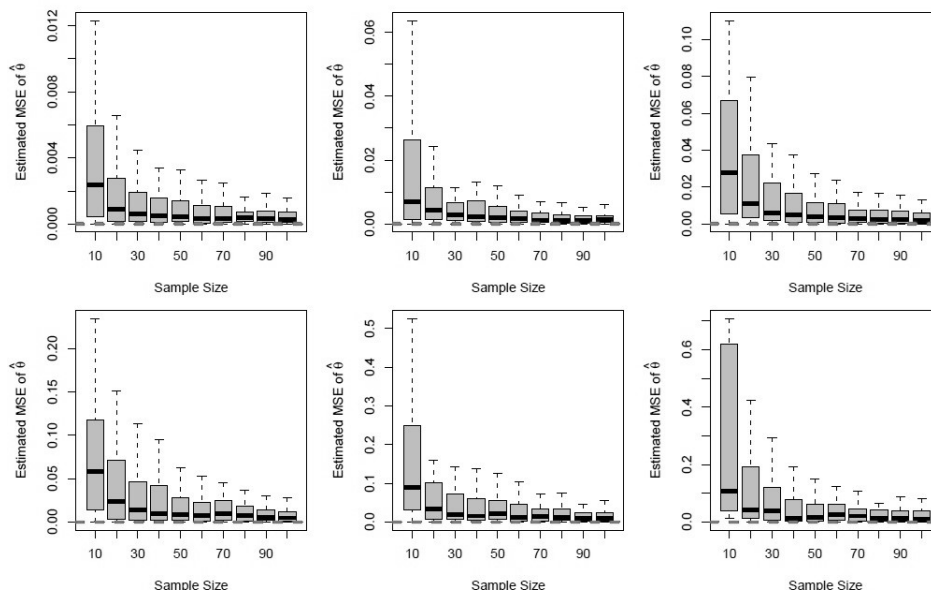 Estimated MSE of θ̂
0.000 0.004 0.008 0.012
10 30 50 70 90
Sample Size
Estimated MSE of θ̂
0.00 0.02 0.04 0.06
10 30 50 70 90
Sample Size
Estimated MSE of θ̂
0.00 0.02 0.04 0.06 0.08 0.10
10 30 50 70 90
Sample Size
Estimated MSE of θ̂
0.00 0.05 0.10 0.15 0.20
10 30 50 70 90
Sample Size
Estimated MSE of θ̂
0.0 0.1 0.2 0.3 0.4 0.5
10 30 50 70 90
Sample Size
Estimated MSE of θ̂
0.0 0.2 0.4 0.6
10 30 50 70 90
Sample Size